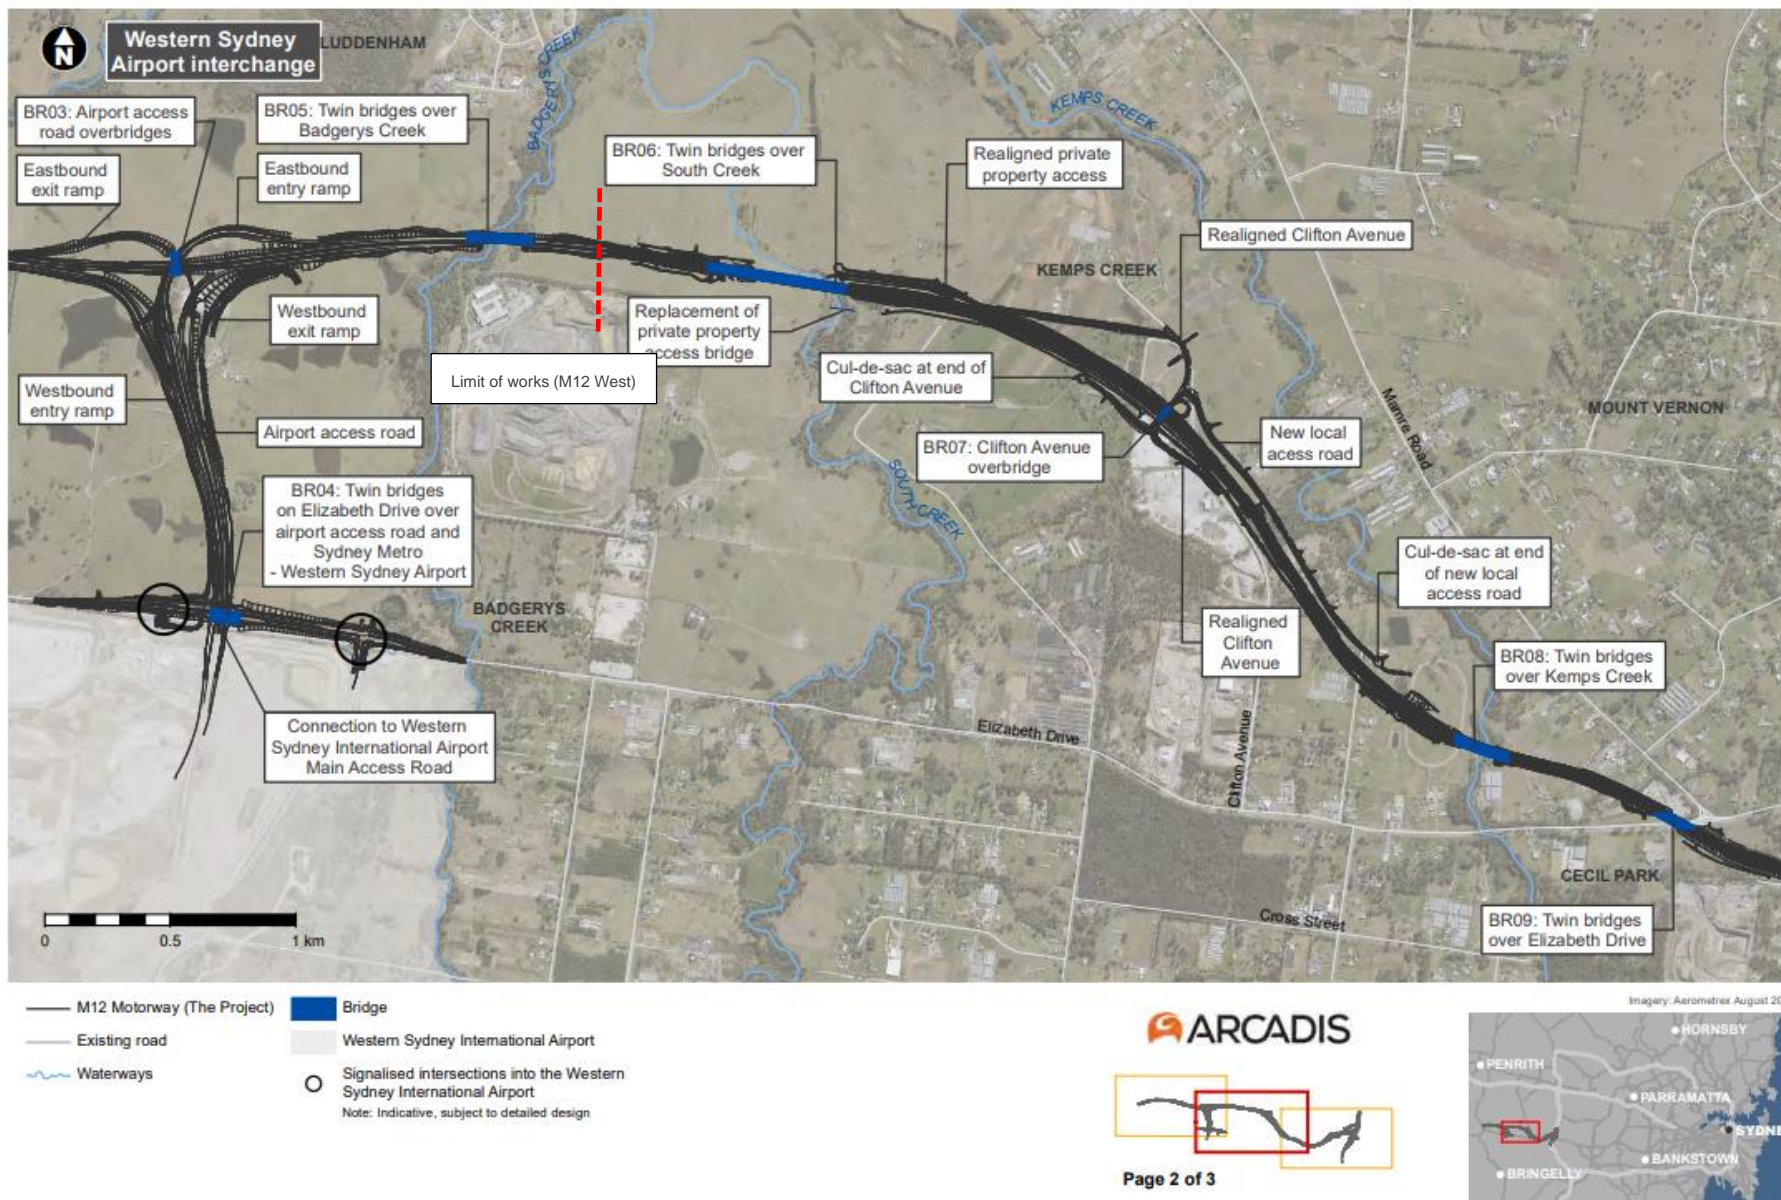 N
Western Sydney
Airport interchange
LUDDENHAM
BR03: Airport access
road overbridges
BR05: Twin bridges over
Badgerys Creek
BADGERYS CREEK
KEMPS CREEK
BR06: Twin bridges over
South Creek
Realigned private
property access
Eastbound
exit ramp
Eastbound
entry ramp
Realigned Clifton Avenue
KEMPS CREEK
Westbound
exit ramp
Replacement of
private property
access bridge
Limit of works (M12 West)
Cul-de-sac at end of
Clifton Avenue
Westbound
entry ramp
Mamre Road
MOUNT VERNON
Airport access road
BR07: Clifton Avenue
overbridge
New local
acess road
SOUTH CREEK
BR04: Twin bridges
on Elizabeth Drive over
airport access road and
Sydney Metro
- Western Sydney Airport
Cul-de-sac at end
of new local
access road
BADGERYS
CREEK
Realigned
Clifton
Avenue
BR08: Twin bridges
over Kemps Creek
Connection to Western
Sydney International Airport
Main Access Road
Elizabeth Drive
Clifton Avenue
CECIL PARK
Cross Street
BR09: Twin bridges
over Elizabeth Drive
0 0.5 1 km
M12 Motorway (The Project)
Existing road
Waterways
Bridge
Western Sydney International Airport
Signalised intersections into the Western
Sydney International Airport
Note: Indicative, subject to detailed design
ARCADIS
Page 2 of 3
Imagery: Aerometrex August 20
HORNSBY
PENRITH
PARRAMATTA
SYDNE
BANKSTOWN
BRINGELLY